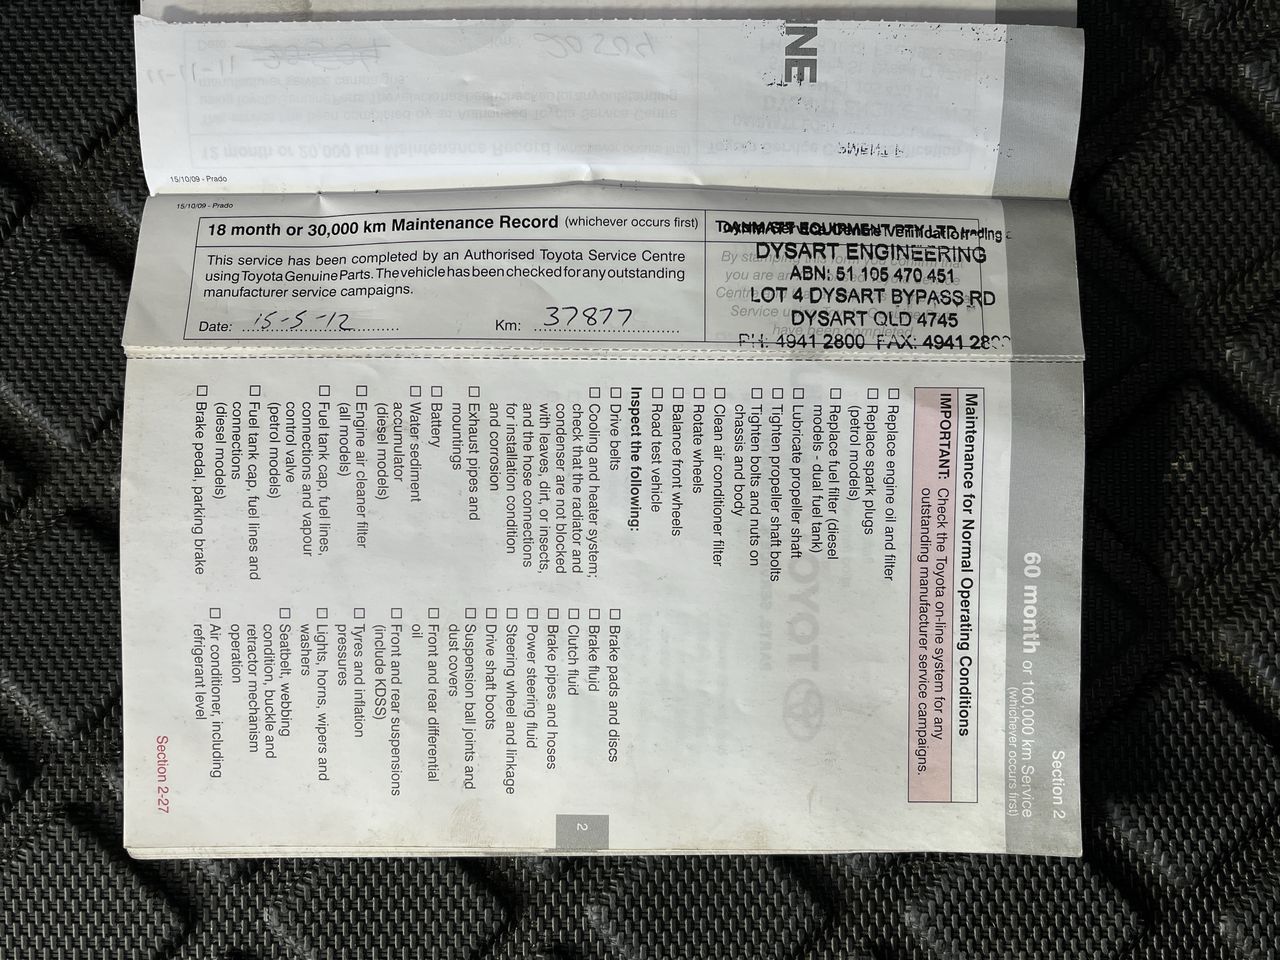 NE
15/10/09 - Prado
15/10/09 - Prado
18 month or 30,000 km Maintenance Record (whichever occurs first)
This service has been completed by an Authorised Toyota Service Centre
using Toyota Genuine Parts. The vehicle has been checked for any outstanding
manufacturer service campaigns.
Date: 15-5-12
Km: 37877
DANMATT EQUIPMENT PTY LTD trading
DYSART ENGINEERING
ABN: 51 105 470 451
LOT 4 DYSART BYPASS RD
DYSART QLD 4745
PH: 4941 2800 FAX: 4941 28
Section 2
60 month or 100,000 km Service
(whichever occurs first)
Maintenance for Normal Operating Conditions
IMPORTANT: Check the Toyota on-line system for any
outstanding manufacturer service campaigns.
☐ Replace engine oil and filter
☐ Replace spark plugs
(petrol models)
☐ Replace fuel filter (diesel
models - dual fuel tank)
☐ Lubricate propeller shaft
☐ Tighten propeller shaft bolts
☐ Tighten bolts and nuts on
chassis and body
☐ Clean air conditioner filter
☐ Rotate wheels
☐ Balance front wheels
☐ Road test vehicle
Inspect the following:
☐ Drive belts
☐ Cooling and heater system;
check that the radiator and
condenser are not blocked
with leaves, dirt, or insects,
and the hose connections
for installation condition
and corrosion
☐ Exhaust pipes and
mountings
☐ Battery
☐ Water sediment
accumulator
(diesel models)
☐ Engine air cleaner filter
(all models)
☐ Fuel tank cap, fuel lines,
connections and vapour
control valve
(petrol models)
☐ Fuel tank cap, fuel lines and
connections
(diesel models)
☐ Brake pedal, parking brake
☐ Brake pads and discs
☐ Brake fluid
☐ Clutch fluid
☐ Brake pipes and hoses
☐ Power steering fluid
☐ Steering wheel and linkage
☐ Drive shaft boots
☐ Suspension ball joints and
dust covers
☐ Front and rear differential
oil
☐ Front and rear suspensions
(include KDSS)
☐ Tyres and inflation
pressures
☐ Lights, horns, wipers and
washers
☐ Seatbelt, webbing
condition, buckle and
retractor mechanism
operation
☐ Air conditioner, including
refrigerant level
2
Section 2-27